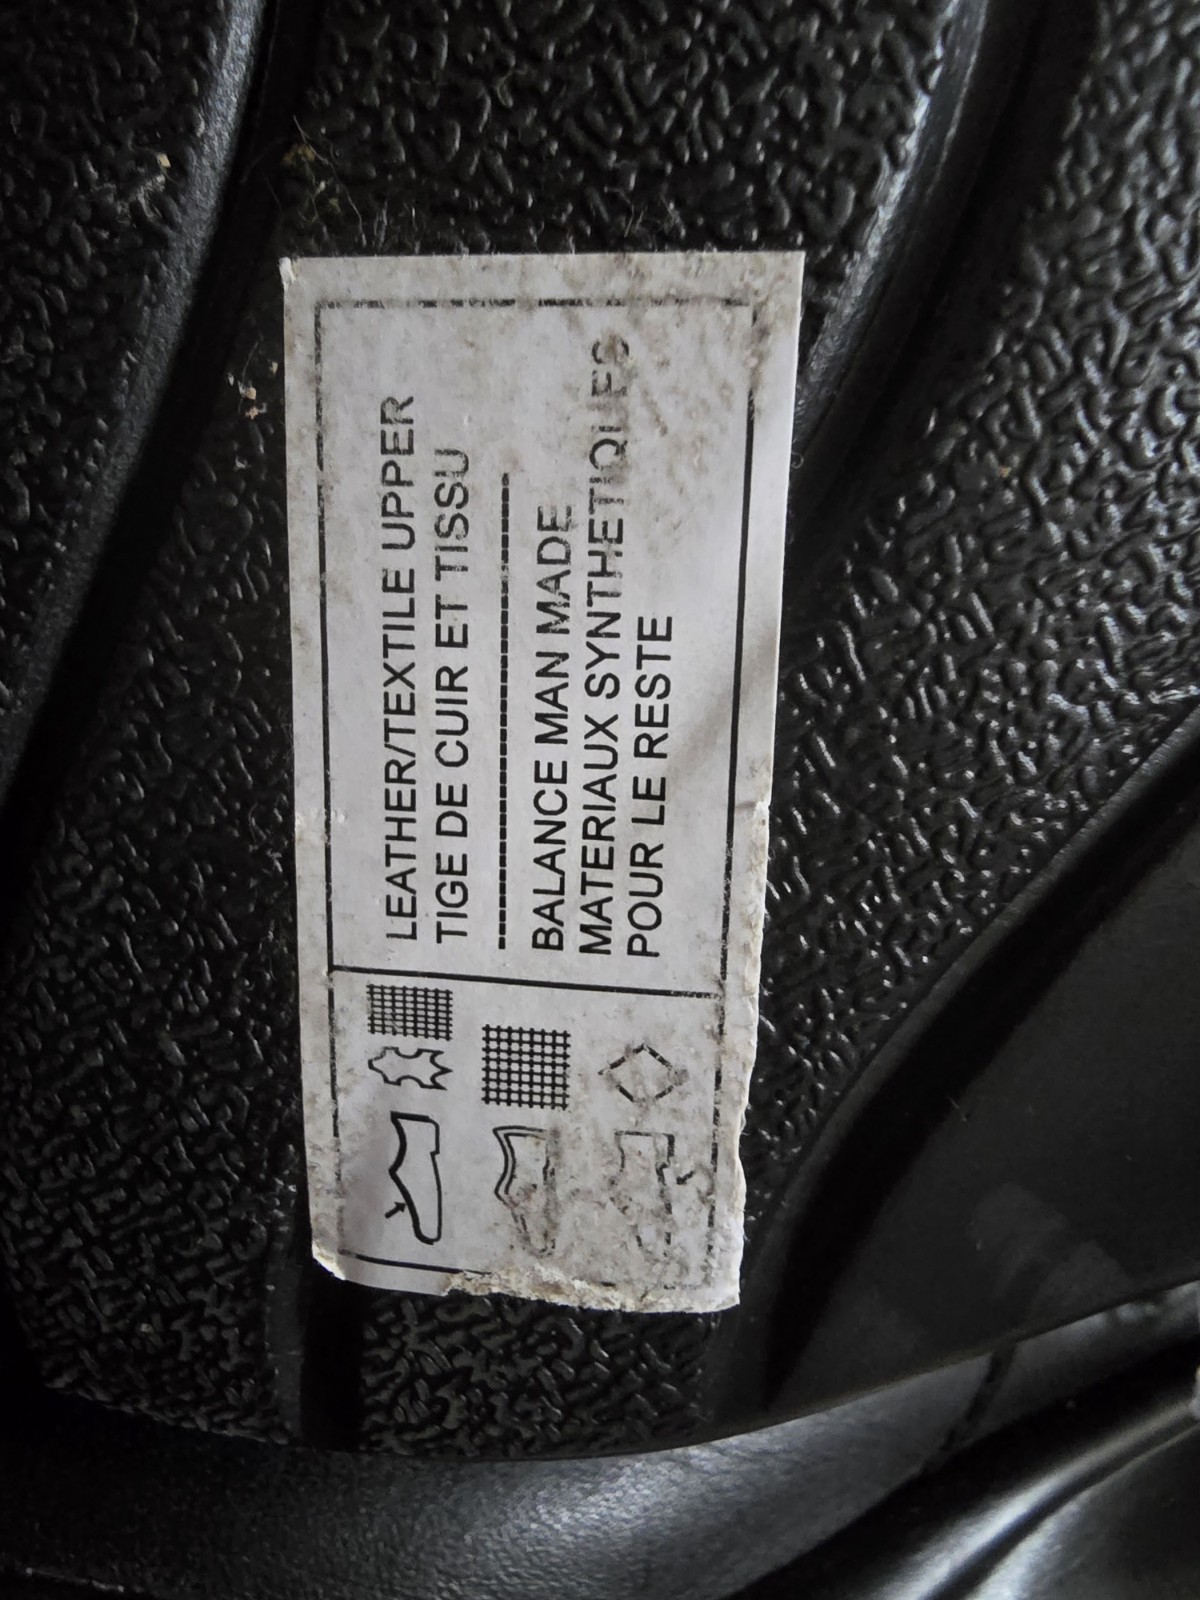 LEATHER/TEXTILE UPPER
TIGE DE CUIR ET TISSU
BALANCE MAN MADE
MATERIAUX SYNTHETIQUES
POUR LE RESTE